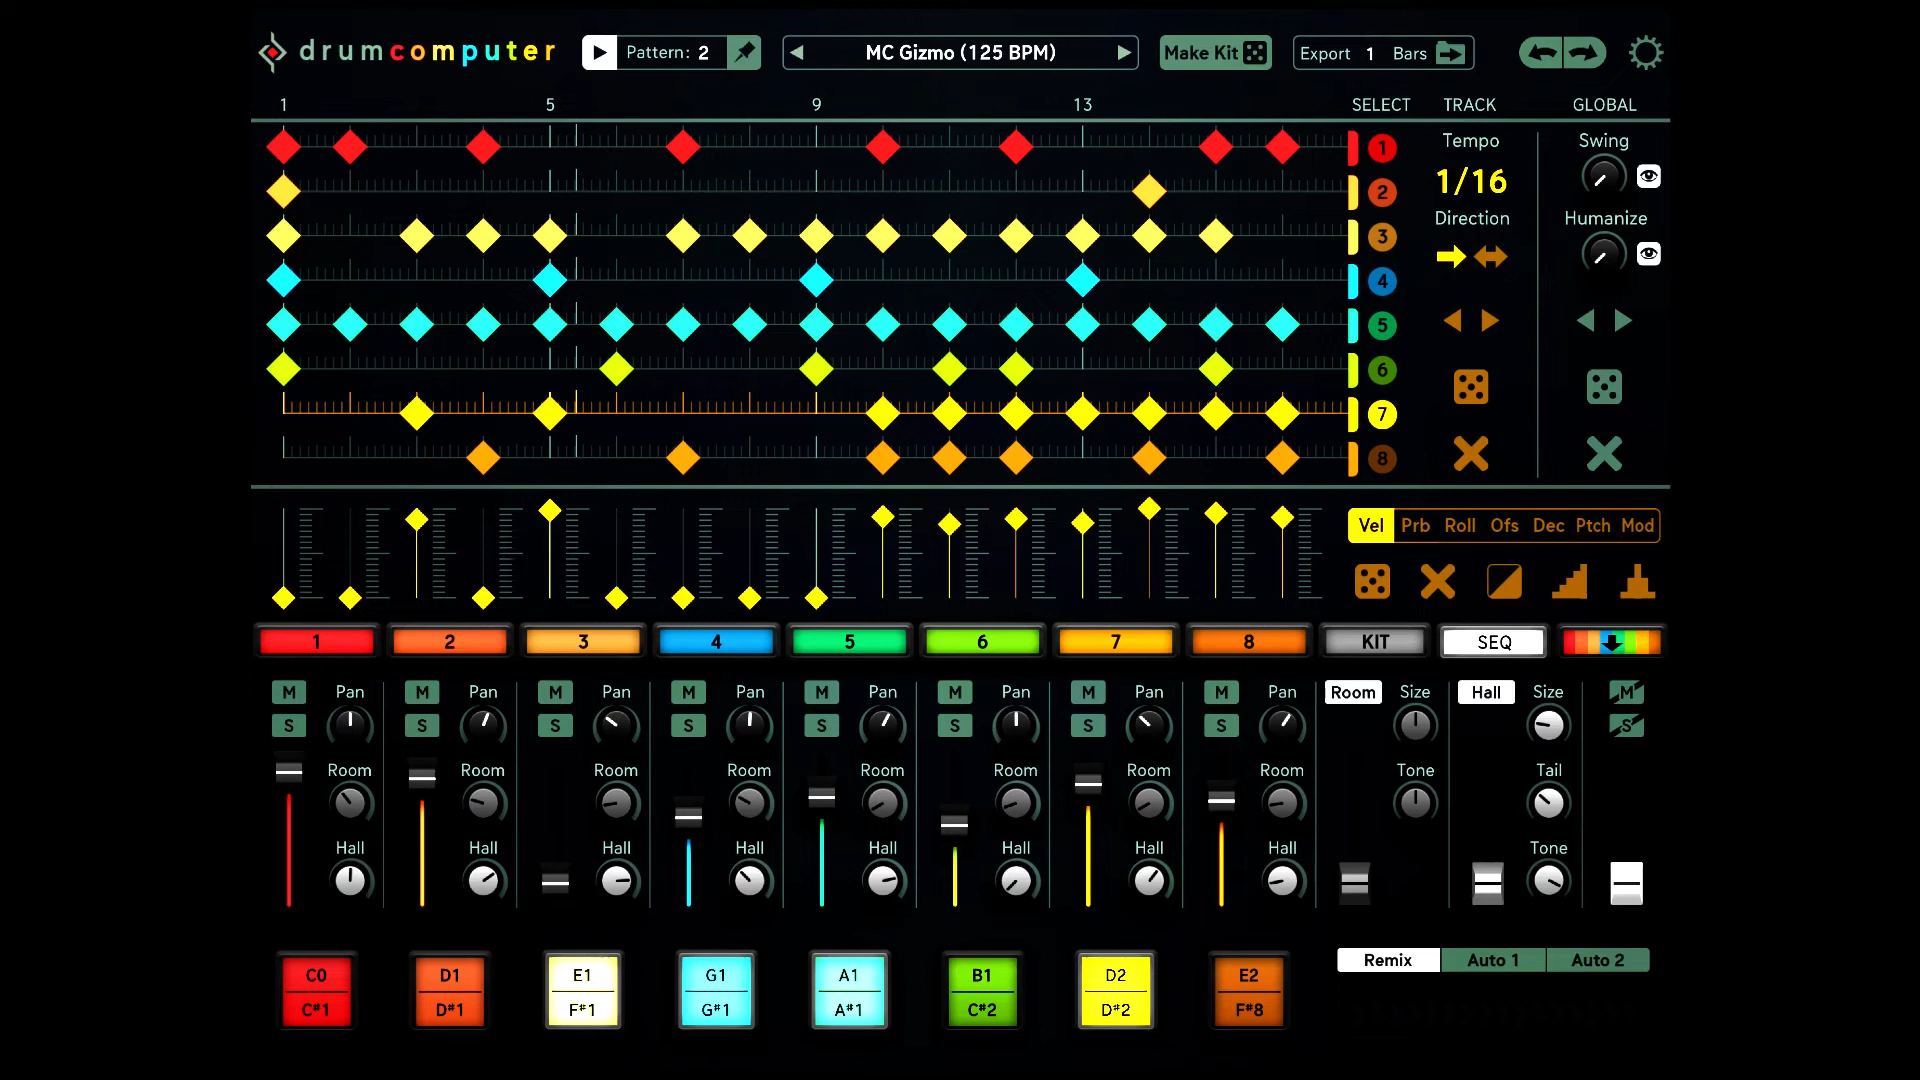 drumcomputer
Pattern: 2
MC Gizmo (125 BPM)
Make Kit
Export 1 Bars
1 5 9 13 SELECT TRACK GLOBAL
1 Tempo Swing
2 1/16
3 Direction Humanize
4
5
6
7
8
Vel Prb Roll Ofs Dec Ptch Mod
1 2 3 4 5 6 7 8 KIT SEQ
M Pan M Pan M Pan M Pan M Pan M Pan M Pan M Pan Room Size Hall Size M
S S S S S S S S S
Room Room Room Room Room Room Room Room Tone Tail
Hall Hall Hall Hall Hall Hall Hall Hall Tone
Remix Auto 1 Auto 2
C0 D1 E1 G1 A1 B1 D2 E2
C#1 D#1 F#1 G#1 A#1 C#2 D#2 F#8